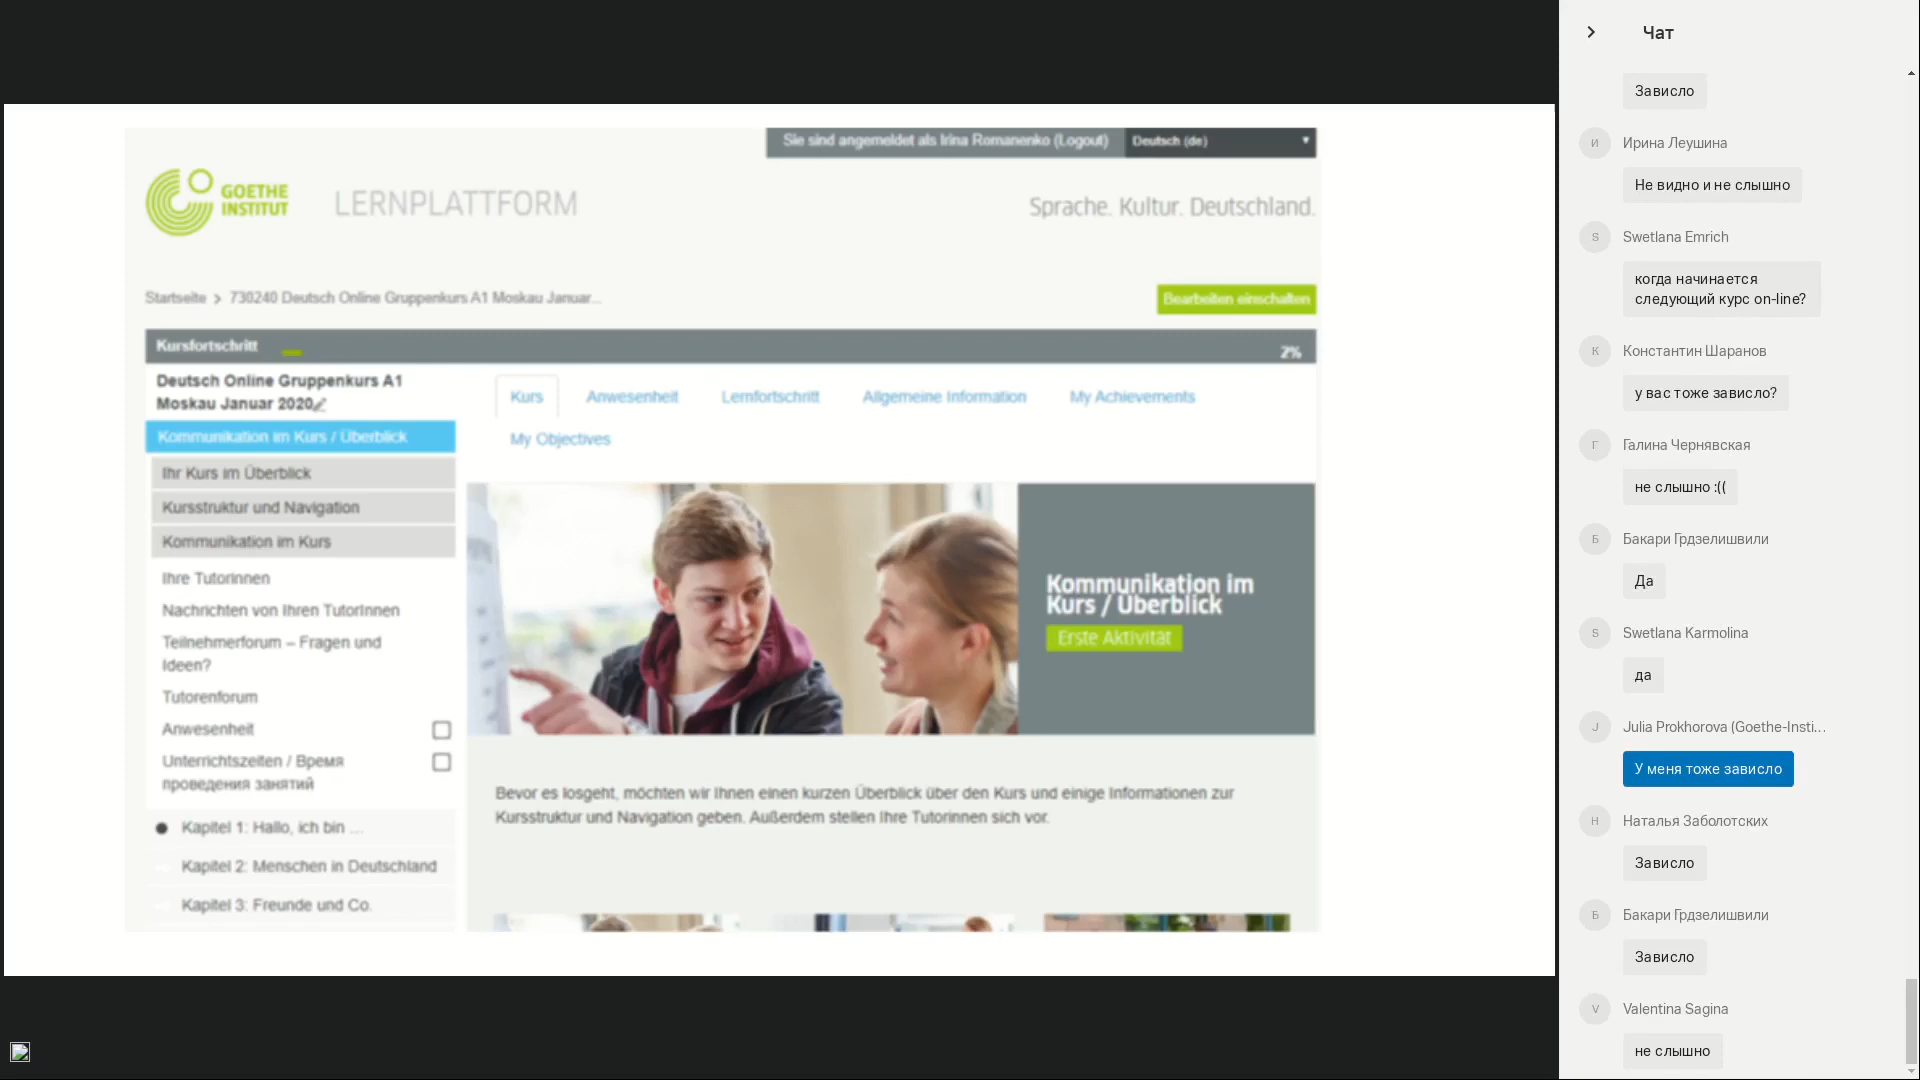 Sie sind angemeldet als Irina Romanenko (Logout)
Deutsch (de)
GOETHE
INSTITUT
LERNPLATTFORM
Sprache. Kultur. Deutschland.
Startseite > 730240 Deutsch Online Gruppenkurs A1 Moskau Januar...
Bearbeiten einschalten
Kursfortschritt
2%
Deutsch Online Gruppenkurs A1
Moskau Januar 2020
Kommunikation im Kurs / Überblick
Ihr Kurs im Überblick
Kursstruktur und Navigation
Kommunikation im Kurs
Ihre TutorInnen
Nachrichten von Ihren TutorInnen
Teilnehmerforum – Fragen und
Ideen?
Tutorenforum
Anwesenheit
Unterrichtszeiten / Время
проведения занятий
Kapitel 1: Hallo, ich bin ...
Kapitel 2: Menschen in Deutschland
Kapitel 3: Freunde und Co.
Kurs
Anwesenheit
Lernfortschritt
Allgemeine Information
My Achievements
My Objectives
Kommunikation im
Kurs / Überblick
Erste Aktivität
Bevor es losgeht, möchten wir Ihnen einen kurzen Überblick über den Kurs und einige Informationen zur
Kursstruktur und Navigation geben. Außerdem stellen Ihre TutorInnen sich vor.
Чат
Зависло
И
Ирина Леушина
Не видно и не слышно
S
Swetlana Emrich
когда начинается
следующий курс on-line?
К
Константин Шаранов
у вас тоже зависло?
Г
Галина Чернявская
не слышно :((
Б
Бакари Грдзелишвили
Да
S
Swetlana Karmolina
да
J
Julia Prokhorova (Goethe-Insti...
У меня тоже зависло
Н
Наталья Заболотских
Зависло
Б
Бакари Грдзелишвили
Зависло
V
Valentina Sagina
не слышно